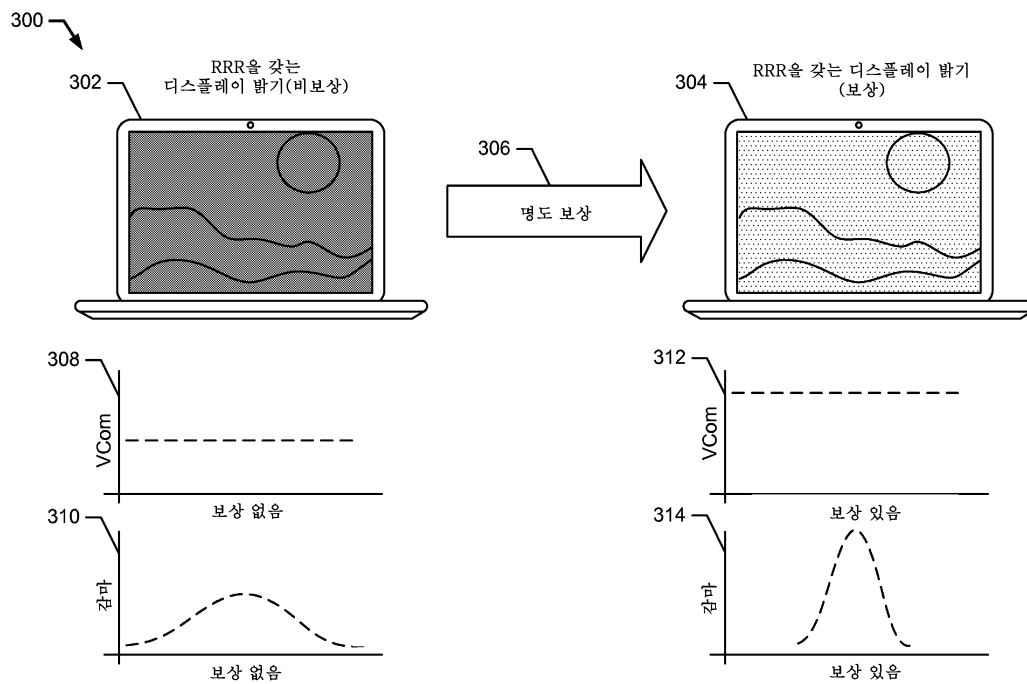 300
RRR을 갖는
디스플레이 밝기(비보상)
302
RRR을 갖는 디스플레이 밝기
(보상)
304
306
명도 보상
308
VCom
보상 없음
312
VCom
보상 있음
310
감마
보상 없음
314
감마
보상 있음